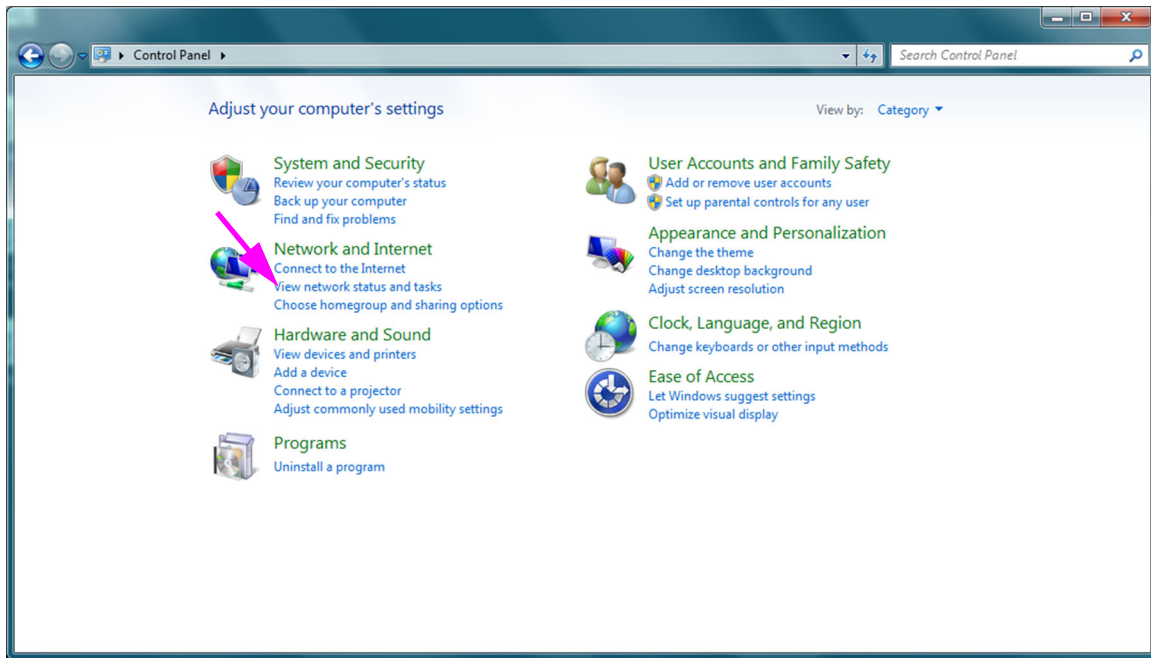 Control Panel
Search Control Panel
Adjust your computer's settings
View by: Category
System and Security
Review your computer's status
Back up your computer
Find and fix problems
Network and Internet
Connect to the Internet
View network status and tasks
Choose homegroup and sharing options
Hardware and Sound
View devices and printers
Add a device
Connect to a projector
Adjust commonly used mobility settings
Programs
Uninstall a program
User Accounts and Family Safety
Add or remove user accounts
Set up parental controls for any user
Appearance and Personalization
Change the theme
Change desktop background
Adjust screen resolution
Clock, Language, and Region
Change keyboards or other input methods
Ease of Access
Let Windows suggest settings
Optimize visual display